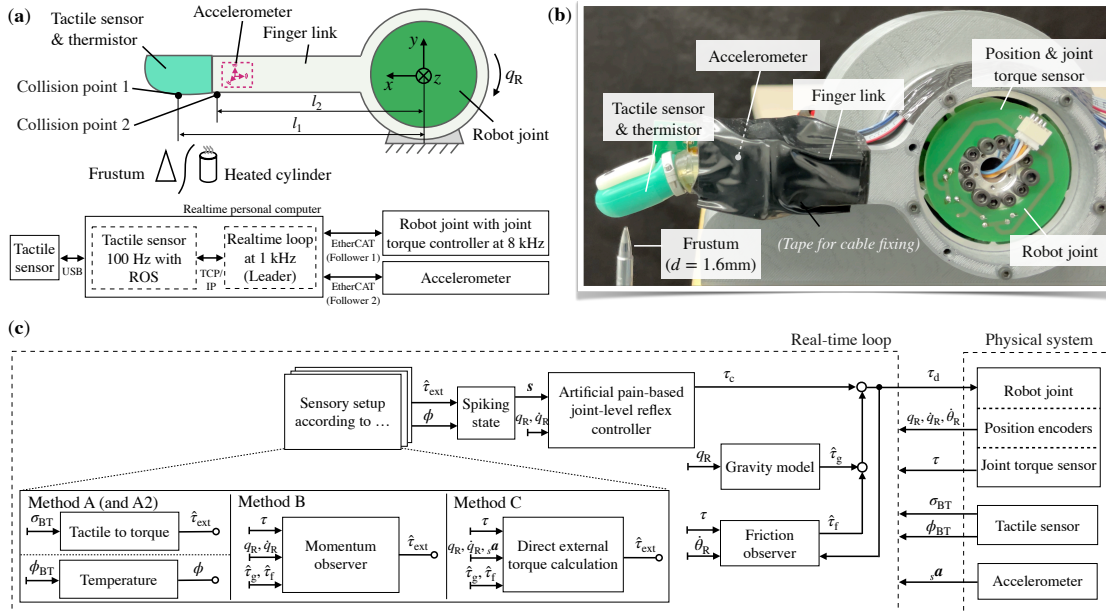 (a)
Accelerometer
Tactile sensor
& thermistor
Finger link
y
x
z
q_R
Collision point 1
Collision point 2
l_2
l_1
Robot joint
Frustum
Heated cylinder
Realtime personal computer
Tactile
sensor
USB
Tactile sensor
100 Hz with
ROS
TCP/
IP
Realtime loop
at 1 kHz
(Leader)
EtherCAT
(Follower 1)
EtherCAT
(Follower 2)
Robot joint with joint
torque controller at 8 kHz
Accelerometer
(b)
Accelerometer
Position & joint
torque sensor
Tactile sensor
& thermistor
Finger link
(Tape for cable fixing)
Frustum
(d = 1.6mm)
Robot joint
(c)
Real-time loop
Physical system
Sensory setup
according to …
τ̂_ext
ϕ
Spiking
state
s
q_R, q̇_R
Artificial pain-based
joint-level reflex
controller
τ_c
τ_d
Robot joint
q_R, q̇_R, θ̇_R
Position encoders
τ
Joint torque sensor
q_R
Gravity model
τ̂_g
τ
θ̇_R
Friction
observer
τ̂_f
σ_BT
ϕ_BT
Tactile sensor
_s a
Accelerometer
Method A (and A2)
σ_BT
Tactile to torque
τ̂_ext
ϕ_BT
Temperature
ϕ
Method B
τ
q_R, q̇_R
τ̂_g, τ̂_f
Momentum
observer
τ̂_ext
Method C
τ
q_R, q̇_R, _s a
τ̂_g, τ̂_f
Direct external
torque calculation
τ̂_ext